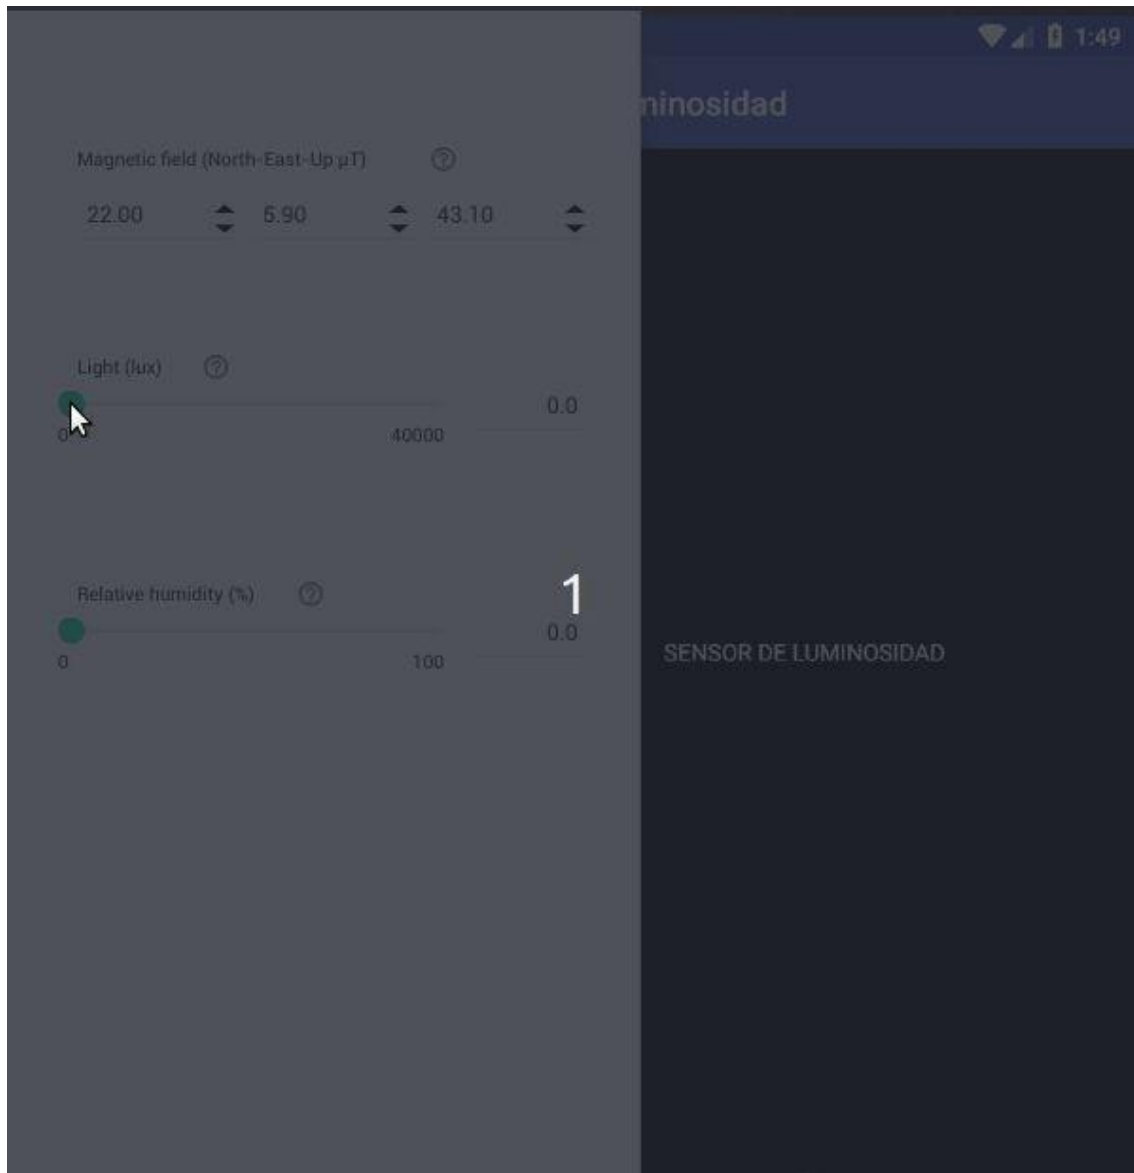 1:49
minosidad
Magnetic field (North-East-Up µT)
22.00 5.90 43.10
Light (lux)
0.0
0 40000
Relative humidity (%)
1
0.0
0 100
SENSOR DE LUMINOSIDAD